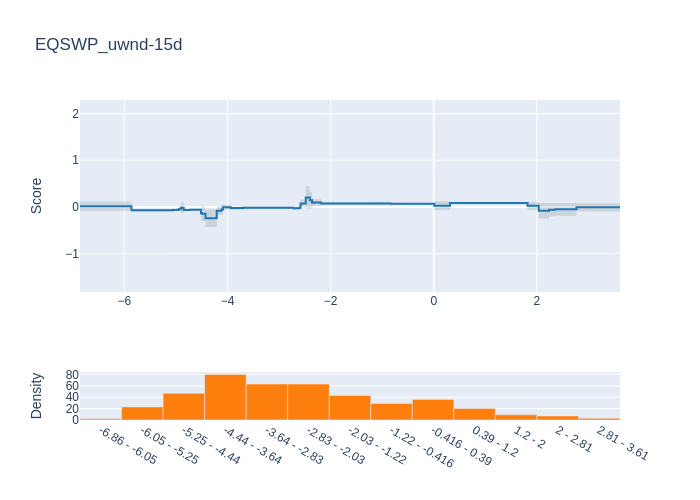 EQSWP_uwnd-15d
Score
2
1
0
−1
−6
−4
−2
0
2
Density
80
60
40
20
0
-6.86 - -6.05
-6.05 - -5.25
-5.25 - -4.44
-4.44 - -3.64
-3.64 - -2.83
-2.83 - -2.03
-2.03 - -1.22
-1.22 - -0.416
-0.416 - 0.39
0.39 - 1.2
1.2 - 2
2 - 2.81
2.81 - 3.61